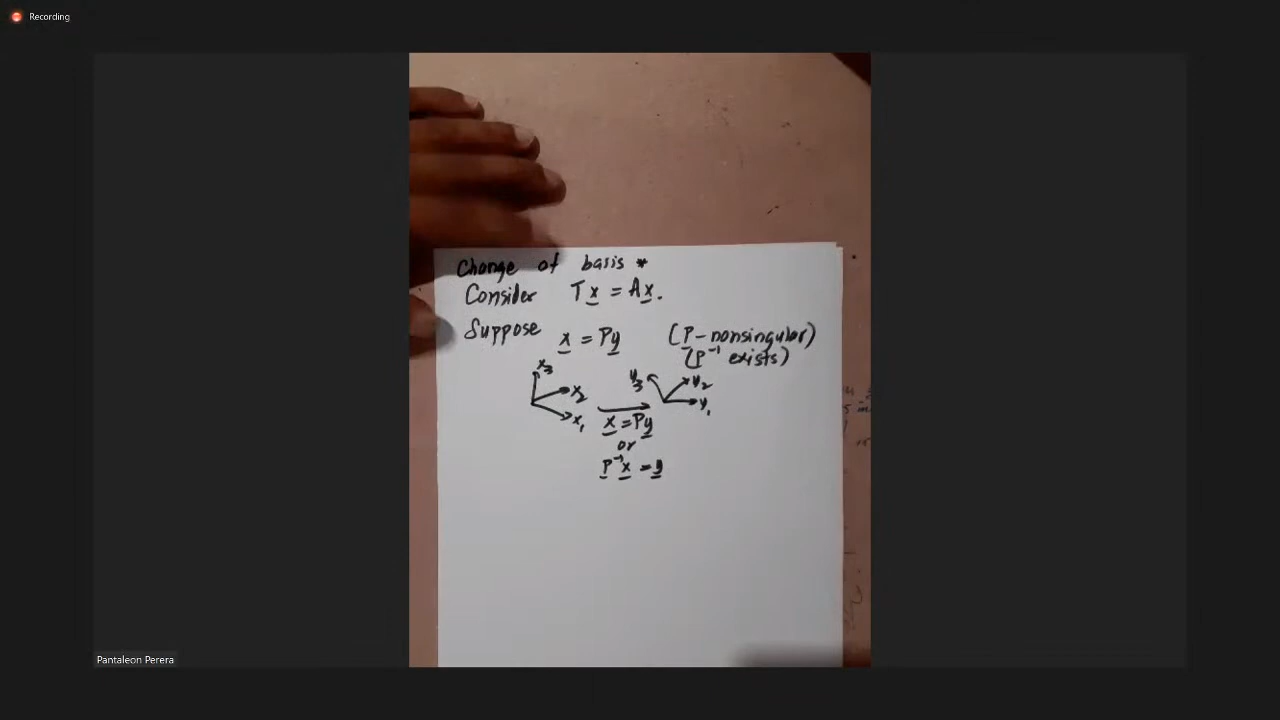 Recording
Change of basis *
Consider Tx = Ax.
Suppose x = Py (P - nonsingular)
(P⁻¹ exists)
x3 x2 x1 y3 y2 y1
x = Py
or
P⁻¹x = y
Pantaleon Perera